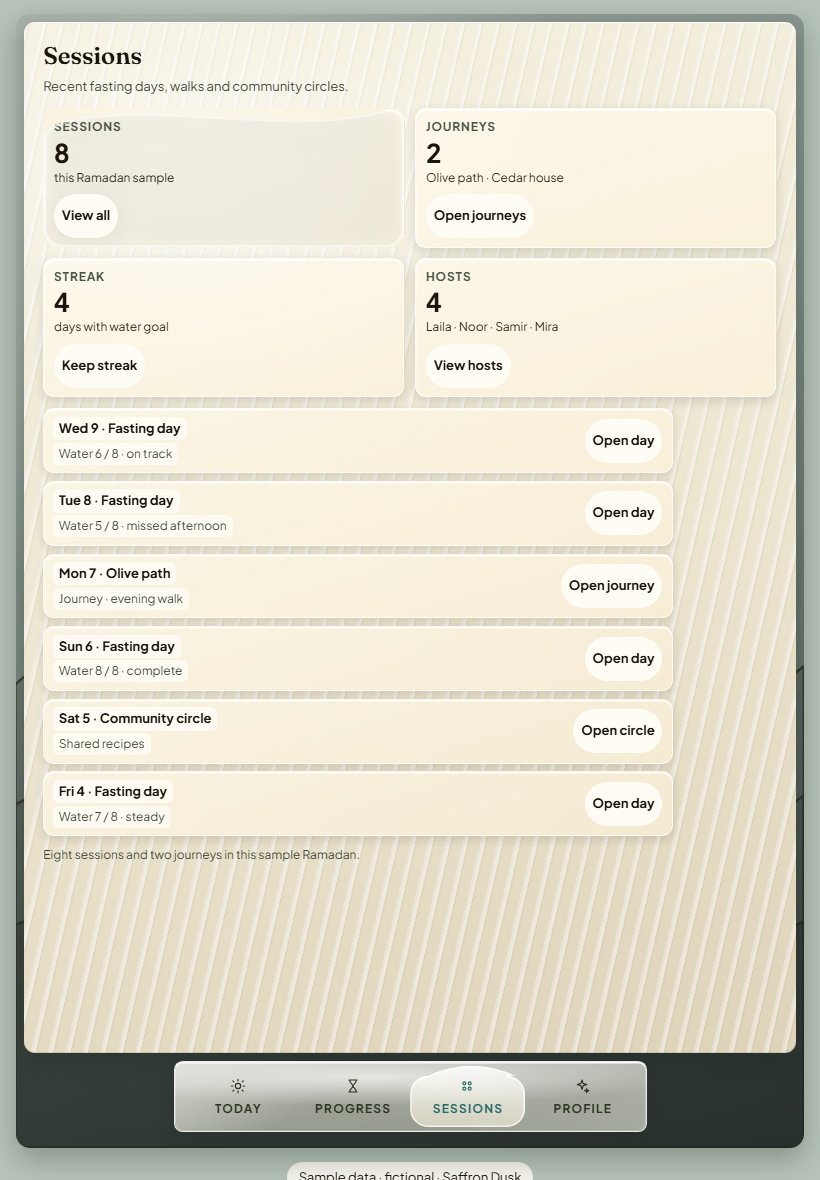 Sessions
Recent fasting days, walks and community circles.
SESSIONS
8
this Ramadan sample
View all
JOURNEYS
2
Olive path · Cedar house
Open journeys
STREAK
4
days with water goal
Keep streak
HOSTS
4
Laila · Noor · Samir · Mira
View hosts
Wed 9 · Fasting day
Water 6 / 8 · on track
Open day
Tue 8 · Fasting day
Water 5 / 8 · missed afternoon
Open day
Mon 7 · Olive path
Journey · evening walk
Open journey
Sun 6 · Fasting day
Water 8 / 8 · complete
Open day
Sat 5 · Community circle
Shared recipes
Open circle
Fri 4 · Fasting day
Water 7 / 8 · steady
Open day
Eight sessions and two journeys in this sample Ramadan.
TODAY
PROGRESS
SESSIONS
PROFILE
Sample data · fictional · Saffron Dusk